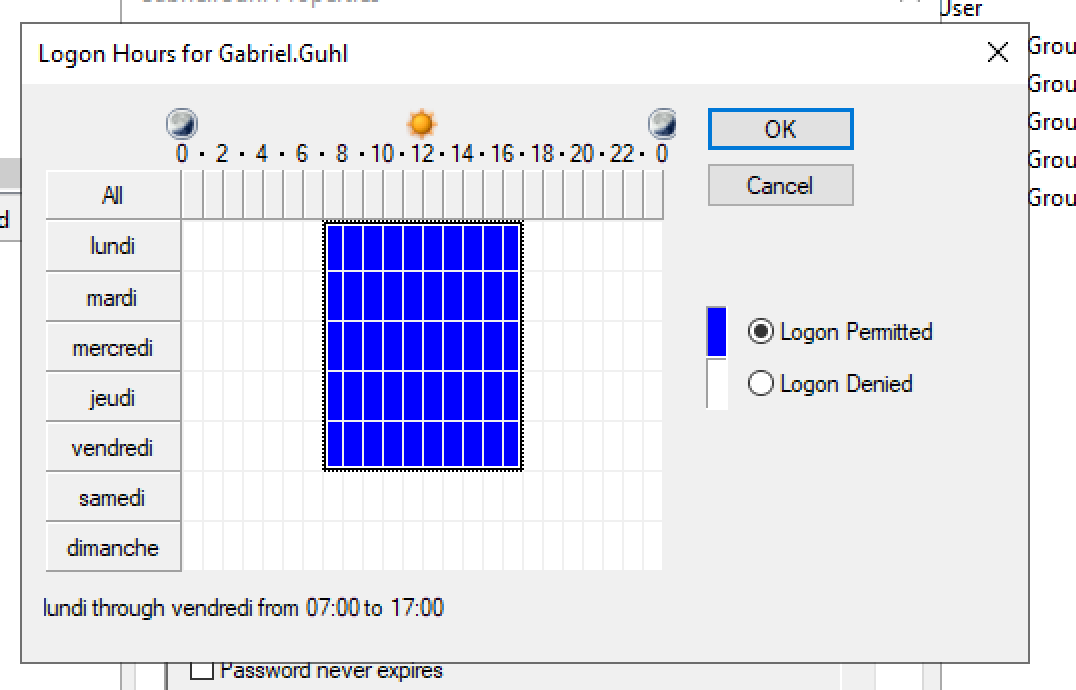 User
Logon Hours for Gabriel.Guhl
Grou
Grou
Grou
Grou
Grou
0 · 2 · 4 · 6 · 8 · 10 · 12 · 14 · 16 · 18 · 20 · 22 · 0
OK
All
Cancel
d
lundi
mardi
mercredi
jeudi
vendredi
samedi
dimanche
Logon Permitted
Logon Denied
lundi through vendredi from 07:00 to 17:00
Password never expires